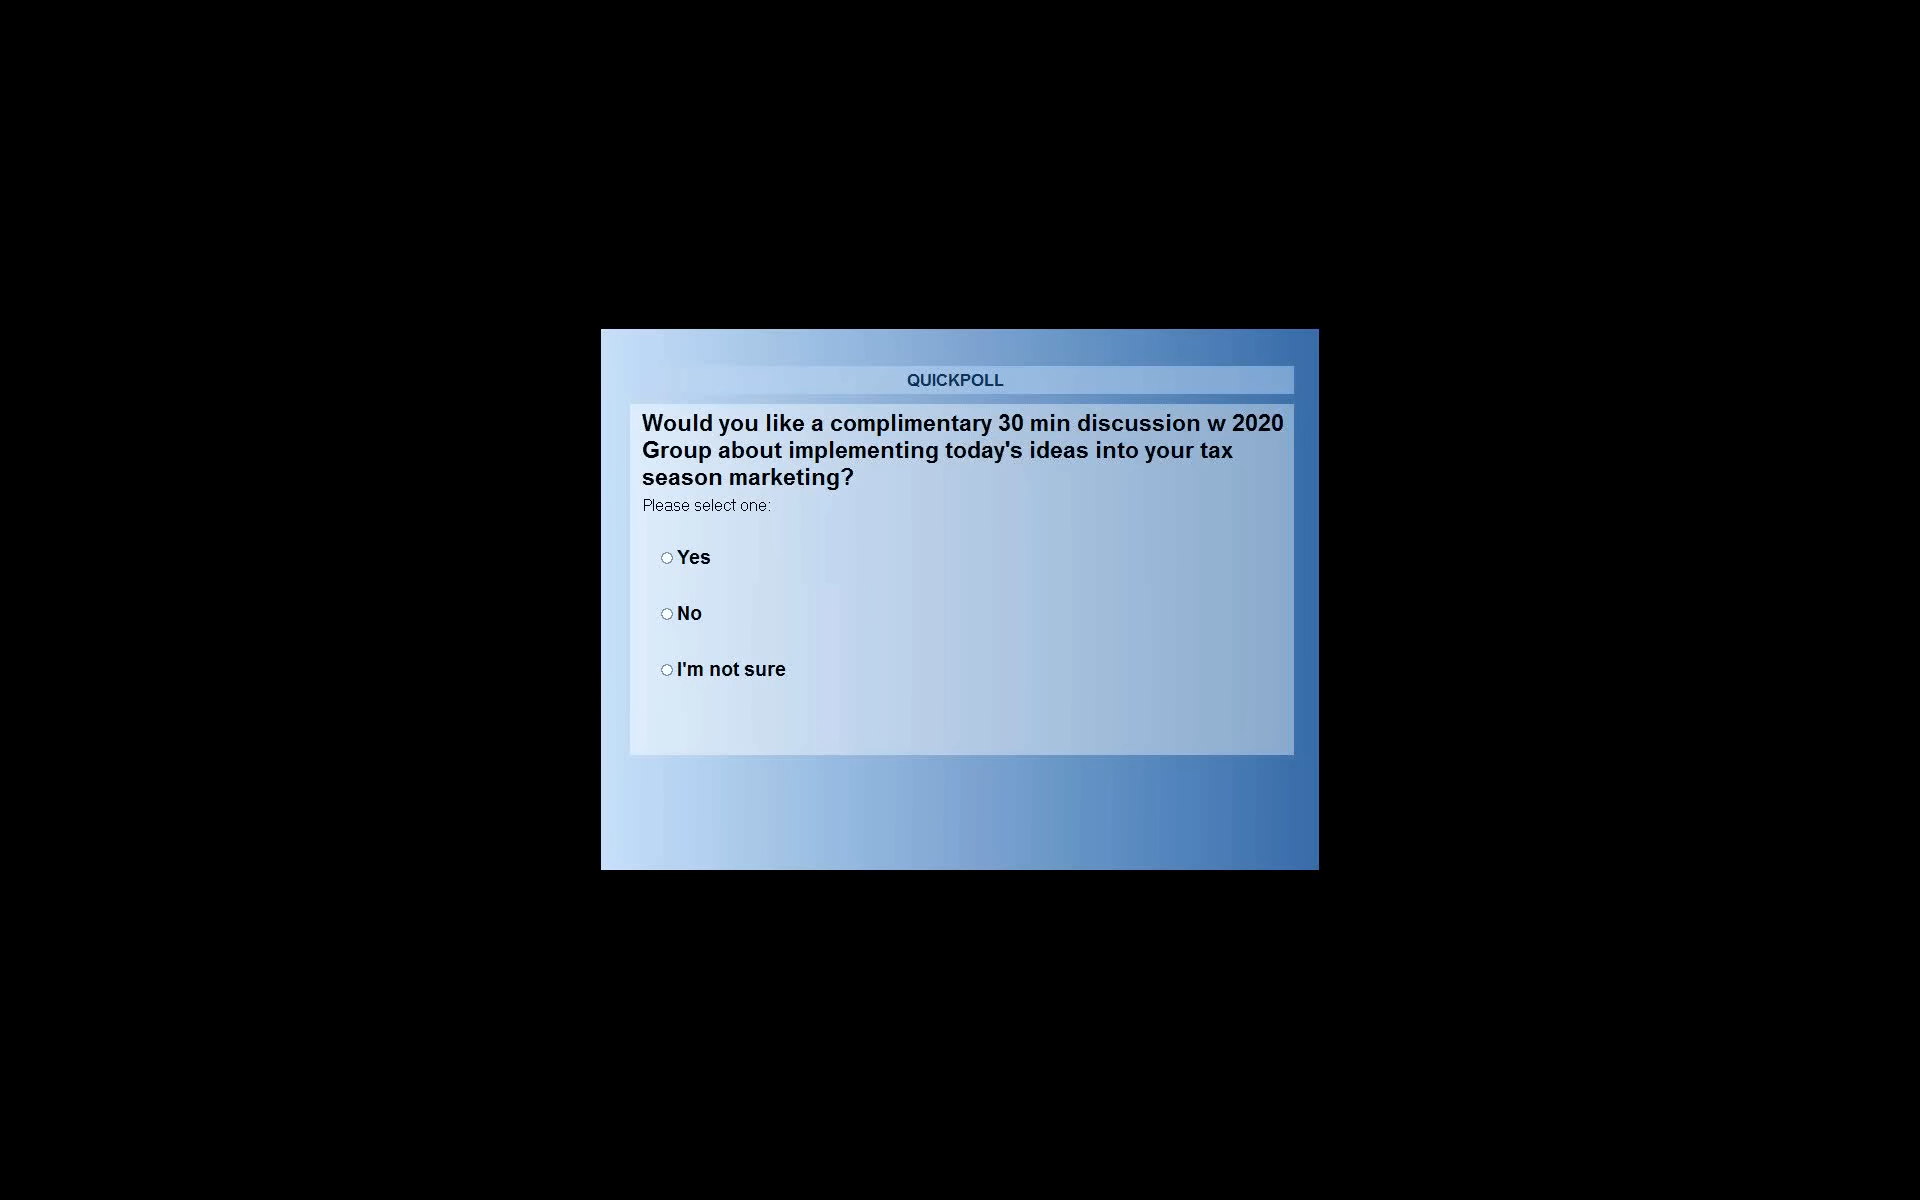 QUICKPOLL
Would you like a complimentary 30 min discussion w 2020
Group about implementing today's ideas into your tax
season marketing?
Please select one:
Yes
No
I'm not sure